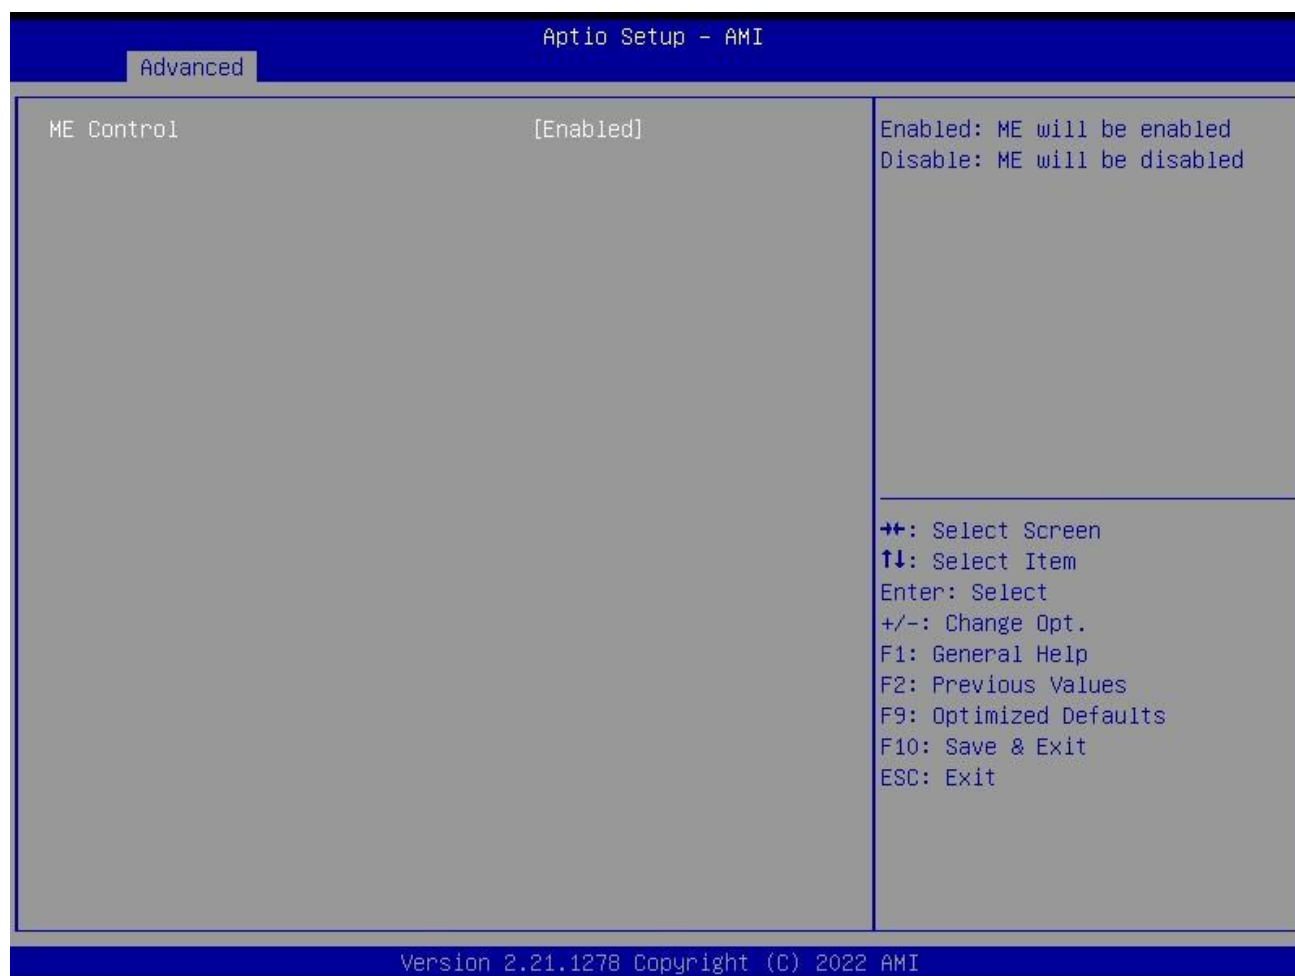 Aptio Setup – AMI
Advanced
ME Control [Enabled]
Enabled: ME will be enabled
Disable: ME will be disabled
→←: Select Screen
↑↓: Select Item
Enter: Select
+/-: Change Opt.
F1: General Help
F2: Previous Values
F9: Optimized Defaults
F10: Save & Exit
ESC: Exit
Version 2.21.1278 Copyright (C) 2022 AMI